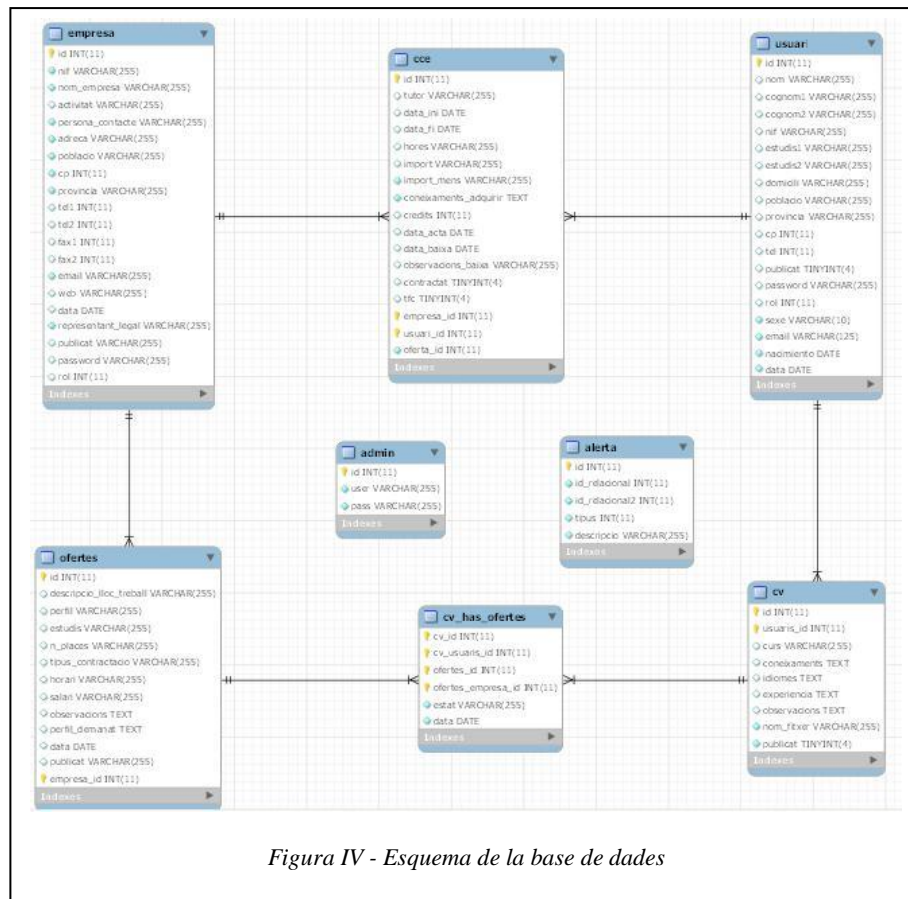 empresa
id INT(11)
nif VARCHAR(255)
nom_empresa VARCHAR(255)
activitat VARCHAR(255)
persona_contacte VARCHAR(255)
adreca VARCHAR(255)
poblacio VARCHAR(255)
cp INT(11)
provincia VARCHAR(255)
tel1 INT(11)
tel2 INT(11)
fax1 INT(11)
fax2 INT(11)
email VARCHAR(255)
web VARCHAR(255)
data DATE
representant_legal VARCHAR(255)
publicat VARCHAR(255)
password VARCHAR(255)
rol INT(11)
Indexes
cce
id INT(11)
tutor VARCHAR(255)
data_ini DATE
data_fi DATE
hores VARCHAR(255)
import VARCHAR(255)
import_mens VARCHAR(255)
coneixaments_adquirir TEXT
credits INT(11)
data_acta DATE
data_baixa DATE
observacions_baixa VARCHAR(255)
contractat TINYINT(4)
tfc TINYINT(4)
empresa_id INT(11)
usuari_id INT(11)
oferta_id INT(11)
Indexes
usuari
id INT(11)
nom VARCHAR(255)
cognom1 VARCHAR(255)
cognom2 VARCHAR(255)
nif VARCHAR(255)
estudis1 VARCHAR(255)
estudis2 VARCHAR(255)
domicili VARCHAR(255)
poblacio VARCHAR(255)
provincia VARCHAR(255)
cp INT(11)
tel INT(11)
publicat TINYINT(4)
password VARCHAR(255)
rol INT(11)
sexe VARCHAR(10)
email VARCHAR(125)
nacimiento DATE
data DATE
Indexes
admin
id INT(11)
user VARCHAR(255)
pass VARCHAR(255)
Indexes
alerta
id INT(11)
id_relacional INT(11)
id_relacional2 INT(11)
tipus INT(11)
descripcio VARCHAR(255)
Indexes
ofertes
id INT(11)
descripcio_lloc_treball VARCHAR(255)
perfil VARCHAR(255)
estudis VARCHAR(255)
n_places VARCHAR(255)
tipus_contractacio VARCHAR(255)
horari VARCHAR(255)
salari VARCHAR(255)
observacions TEXT
perfil_demanat TEXT
data DATE
publicat VARCHAR(255)
empresa_id INT(11)
Indexes
cv_has_ofertes
cv_id INT(11)
cv_usuaris_id INT(11)
ofertes_id INT(11)
ofertes_empresa_id INT(11)
estat VARCHAR(255)
data DATE
Indexes
cv
id INT(11)
usuaris_id INT(11)
curs VARCHAR(255)
coneixaments TEXT
idiomes TEXT
experiencia TEXT
observacions TEXT
nom_fitxer VARCHAR(255)
publicat TINYINT(4)
Indexes
Figura IV - Esquema de la base de dades